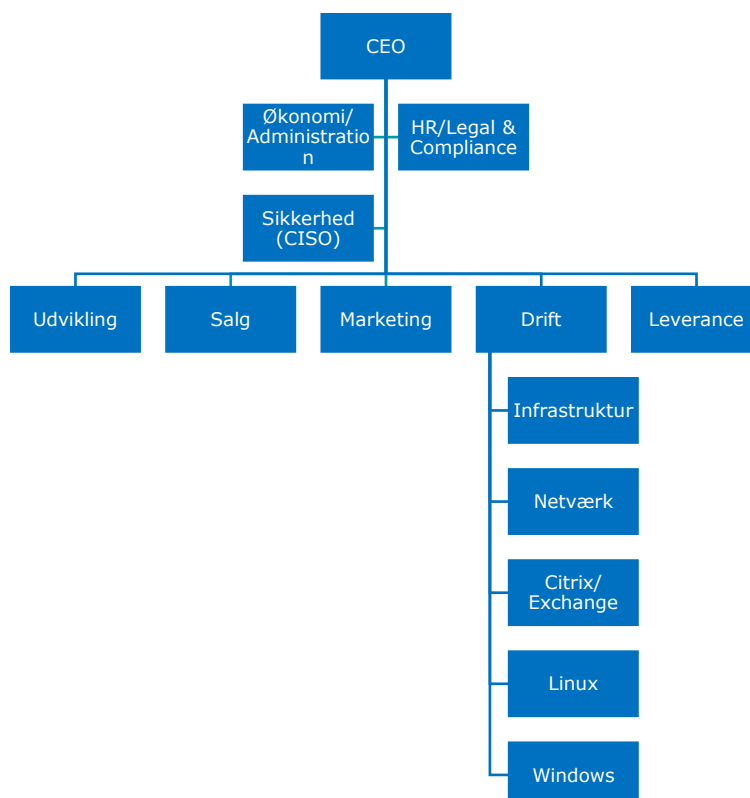 CEO
Økonomi/
Administratio
n
HR/Legal &
Compliance
Sikkerhed
(CISO)
Udvikling
Salg
Marketing
Drift
Leverance
Infrastruktur
Netværk
Citrix/
Exchange
Linux
Windows